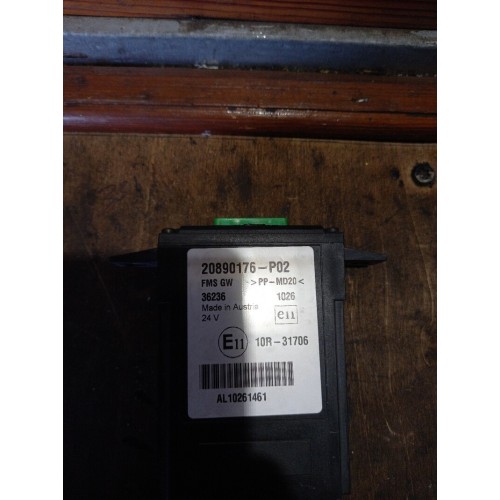 20890176-P02
FMS GW ->PP-MD20<
36236 1026
Made in Austria
24 V e11
E11 10R-31706
AL10261461